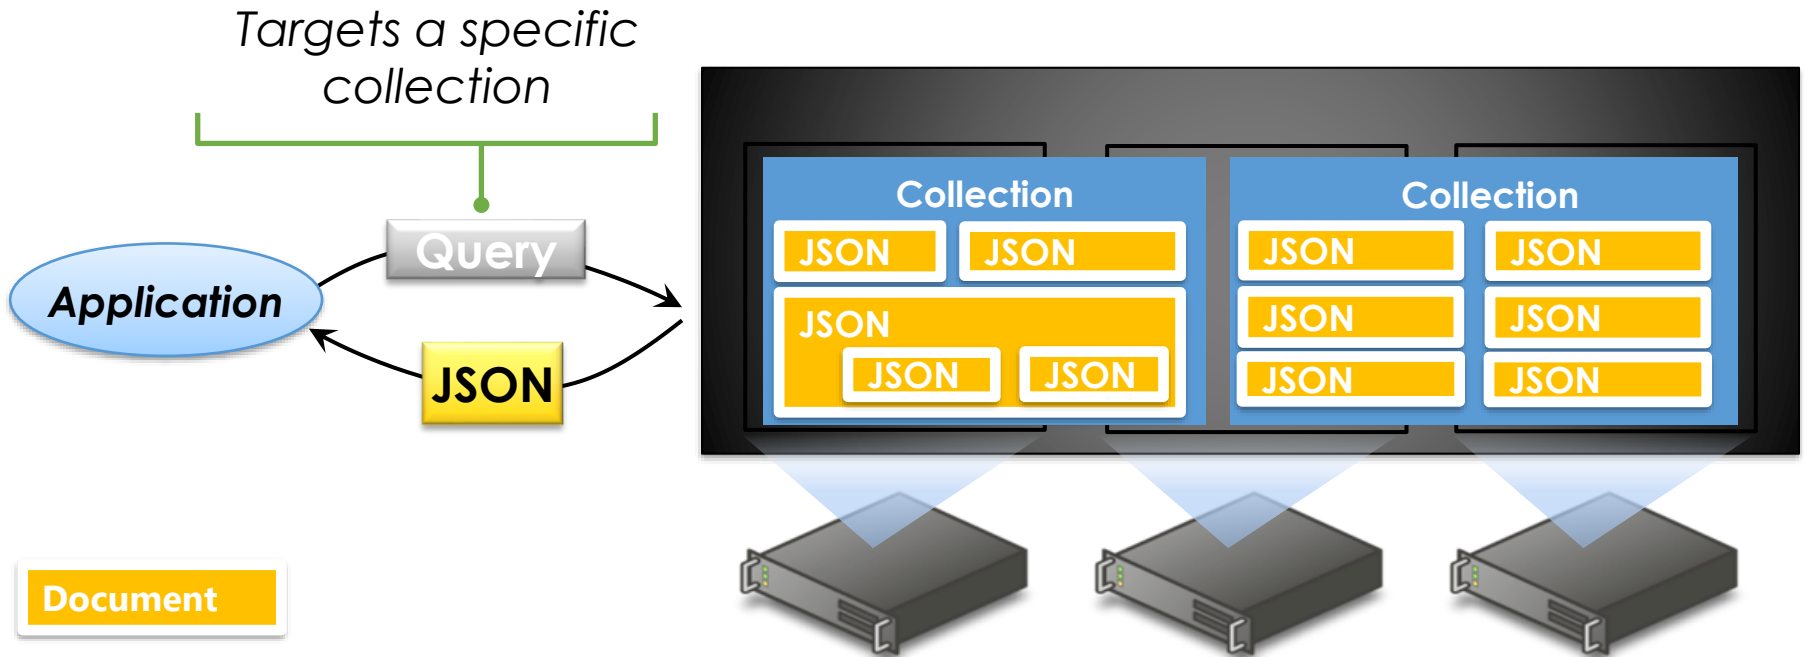 Targets a specific
collection
Application
Query
JSON
Collection
JSON JSON
JSON
JSON JSON
Collection
JSON JSON
JSON JSON
JSON JSON
Document